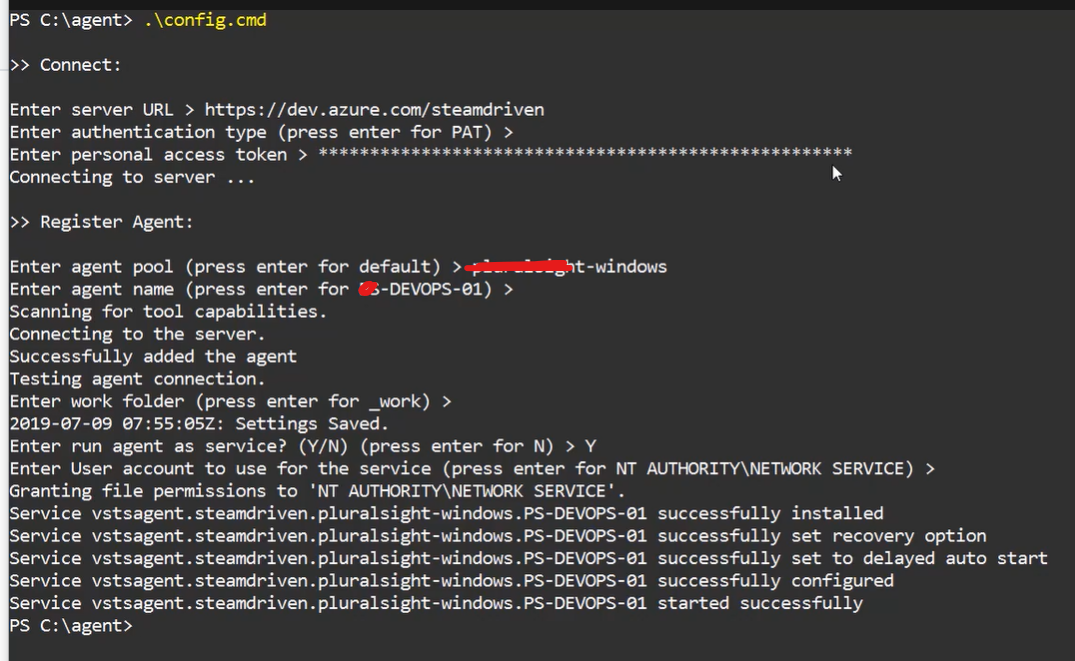 PS C:\agent> .\config.cmd
>> Connect:
Enter server URL > https://dev.azure.com/steamdriven
Enter authentication type (press enter for PAT) >
Enter personal access token > ****************************************************
Connecting to server ...
>> Register Agent:
Enter agent pool (press enter for default) > ht-windows
Enter agent name (press enter for S-DEVOPS-01) >
Scanning for tool capabilities.
Connecting to the server.
Successfully added the agent
Testing agent connection.
Enter work folder (press enter for _work) >
2019-07-09 07:55:05Z: Settings Saved.
Enter run agent as service? (Y/N) (press enter for N) > Y
Enter User account to use for the service (press enter for NT AUTHORITY\NETWORK SERVICE) >
Granting file permissions to 'NT AUTHORITY\NETWORK SERVICE'.
Service vstsagent.steamdriven.pluralsight-windows.PS-DEVOPS-01 successfully installed
Service vstsagent.steamdriven.pluralsight-windows.PS-DEVOPS-01 successfully set recovery option
Service vstsagent.steamdriven.pluralsight-windows.PS-DEVOPS-01 successfully set to delayed auto start
Service vstsagent.steamdriven.pluralsight-windows.PS-DEVOPS-01 successfully configured
Service vstsagent.steamdriven.pluralsight-windows.PS-DEVOPS-01 started successfully
PS C:\agent>